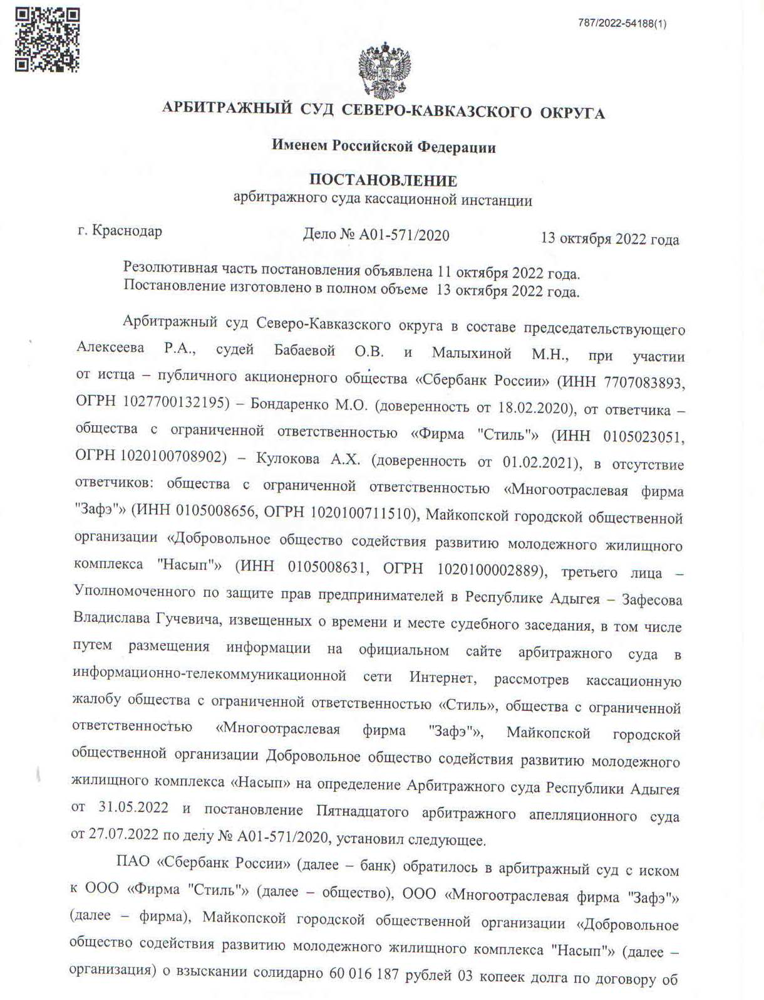 787/2022-54188(1)
АРБИТРАЖНЫЙ СУД СЕВЕРО-КАВКАЗСКОГО ОКРУГА
Именем Российской Федерации
ПОСТАНОВЛЕНИЕ
арбитражного суда кассационной инстанции
г. Краснодар Дело № А01-571/2020 13 октября 2022 года
Резолютивная часть постановления объявлена 11 октября 2022 года.
Постановление изготовлено в полном объеме 13 октября 2022 года.
Арбитражный суд Северо-Кавказского округа в составе председательствующего
Алексеева Р.А., судей Бабаевой О.В. и Малыхиной М.Н., при участии
от истца – публичного акционерного общества «Сбербанк России» (ИНН 7707083893,
ОГРН 1027700132195) – Бондаренко М.О. (доверенность от 18.02.2020), от ответчика –
общества с ограниченной ответственностью «Фирма "Стиль"» (ИНН 0105023051,
ОГРН 1020100708902) – Кулокова А.Х. (доверенность от 01.02.2021), в отсутствие
ответчиков: общества с ограниченной ответственностью «Многоотраслевая фирма
"Зафэ"» (ИНН 0105008656, ОГРН 1020100711510), Майкопской городской общественной
организации «Добровольное общество содействия развитию молодежного жилищного
комплекса "Насып"» (ИНН 0105008631, ОГРН 1020100002889), третьего лица –
Уполномоченного по защите прав предпринимателей в Республике Адыгея – Зафесова
Владислава Гучевича, извещенных о времени и месте судебного заседания, в том числе
путем размещения информации на официальном сайте арбитражного суда в
информационно-телекоммуникационной сети Интернет, рассмотрев кассационную
жалобу общества с ограниченной ответственностью «Стиль», общества с ограниченной
ответственностью «Многоотраслевая фирма "Зафэ"», Майкопской городской
общественной организации Добровольное общество содействия развитию молодежного
жилищного комплекса «Насып» на определение Арбитражного суда Республики Адыгея
от 31.05.2022 и постановление Пятнадцатого арбитражного апелляционного суда
от 27.07.2022 по делу № А01-571/2020, установил следующее.
ПАО «Сбербанк России» (далее – банк) обратилось в арбитражный суд с иском
к ООО «Фирма "Стиль"» (далее – общество), ООО «Многоотраслевая фирма "Зафэ"»
(далее – фирма), Майкопской городской общественной организации «Добровольное
общество содействия развитию молодежного жилищного комплекса "Насып"» (далее –
организация) о взыскании солидарно 60 016 187 рублей 03 копеек долга по договору об